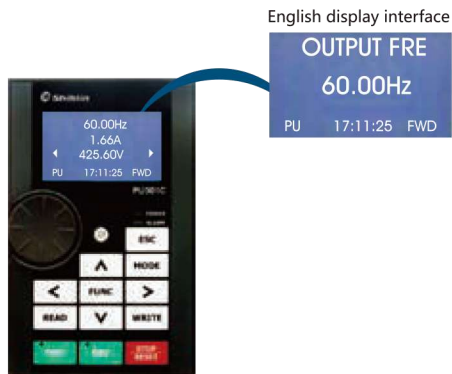 English display interface
OUTPUT FRE
60.00Hz
PU 17:11:25 FWD
60.00Hz
1.66A
425.60V
PU 17:11:25 FWD
PU301C
ESC
MODE
FUNC
READ
WRITE
STOP
RESET